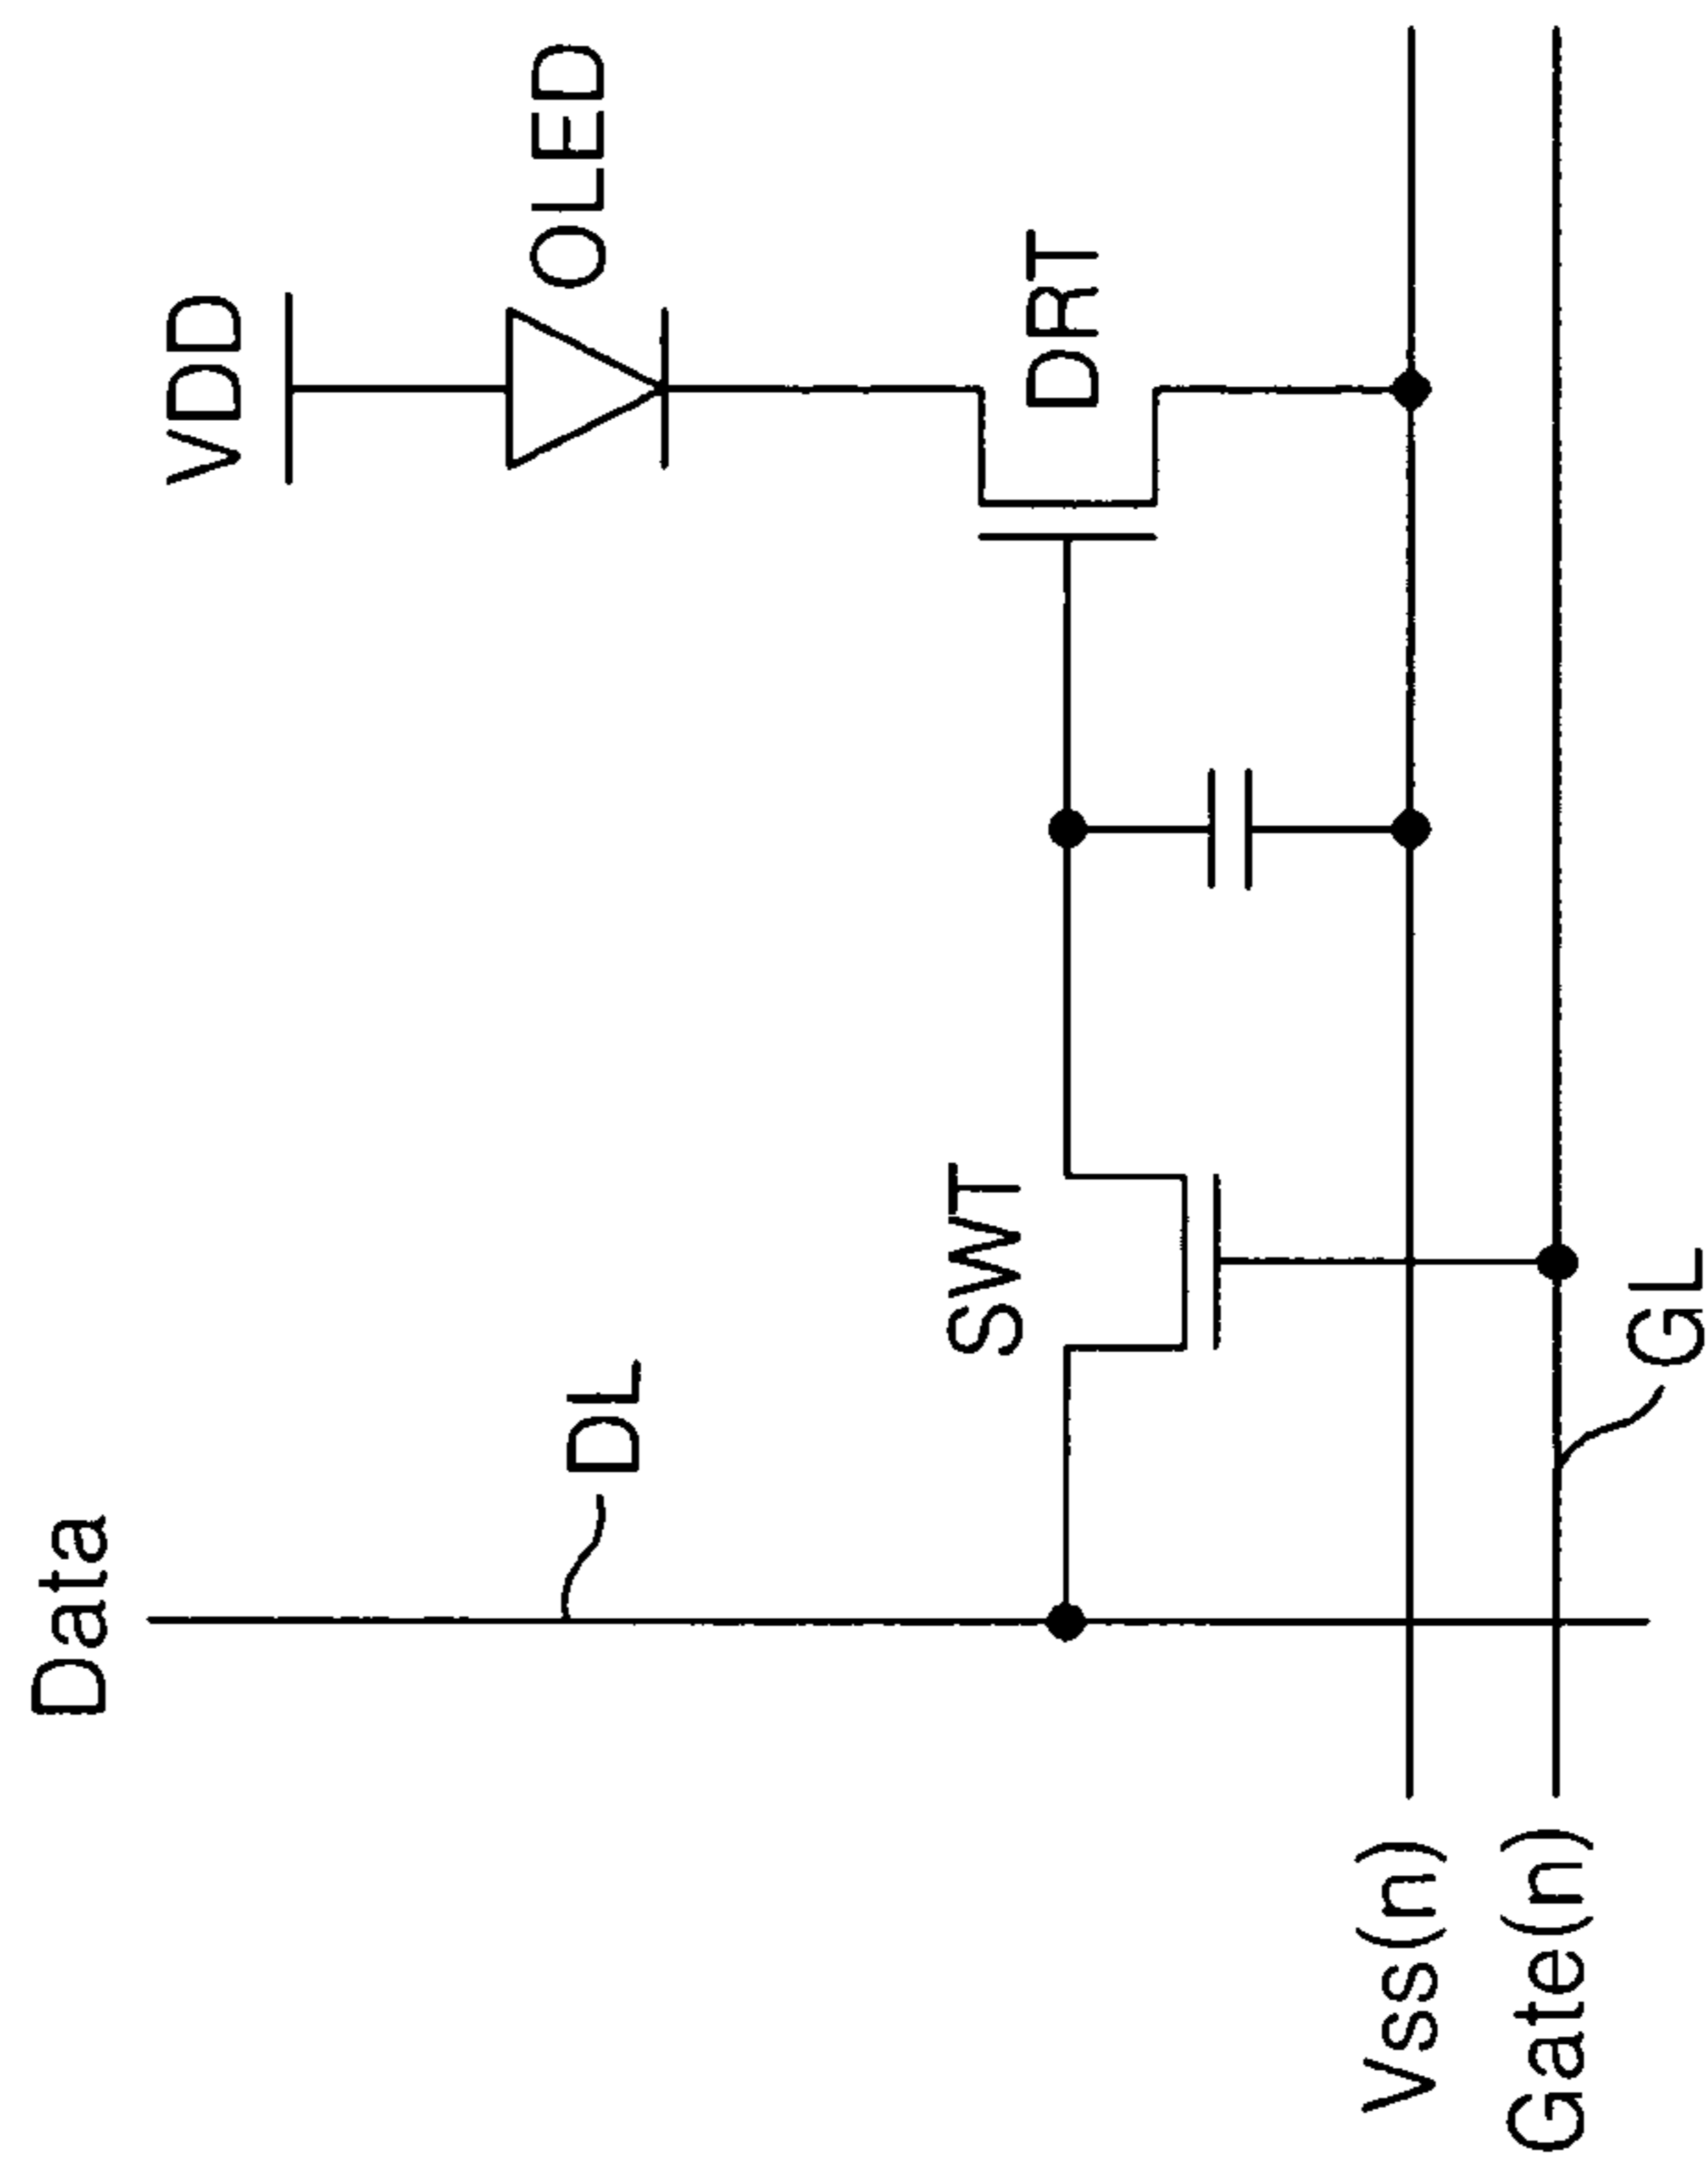 Data
DL
VDD
OLED
SWT
DRT
Vss(n)
Gate(n)
GL